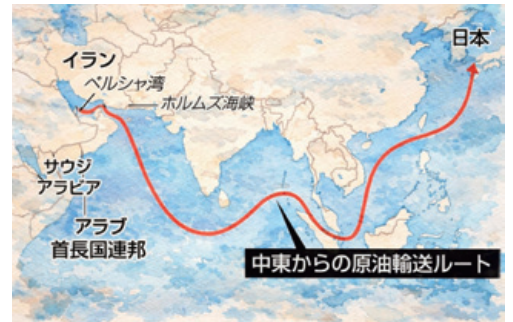 日本
イラン
ペルシャ湾
ホルムズ海峡
サウジ
アラビア
アラブ
首長国連邦
中東からの原油輸送ルート